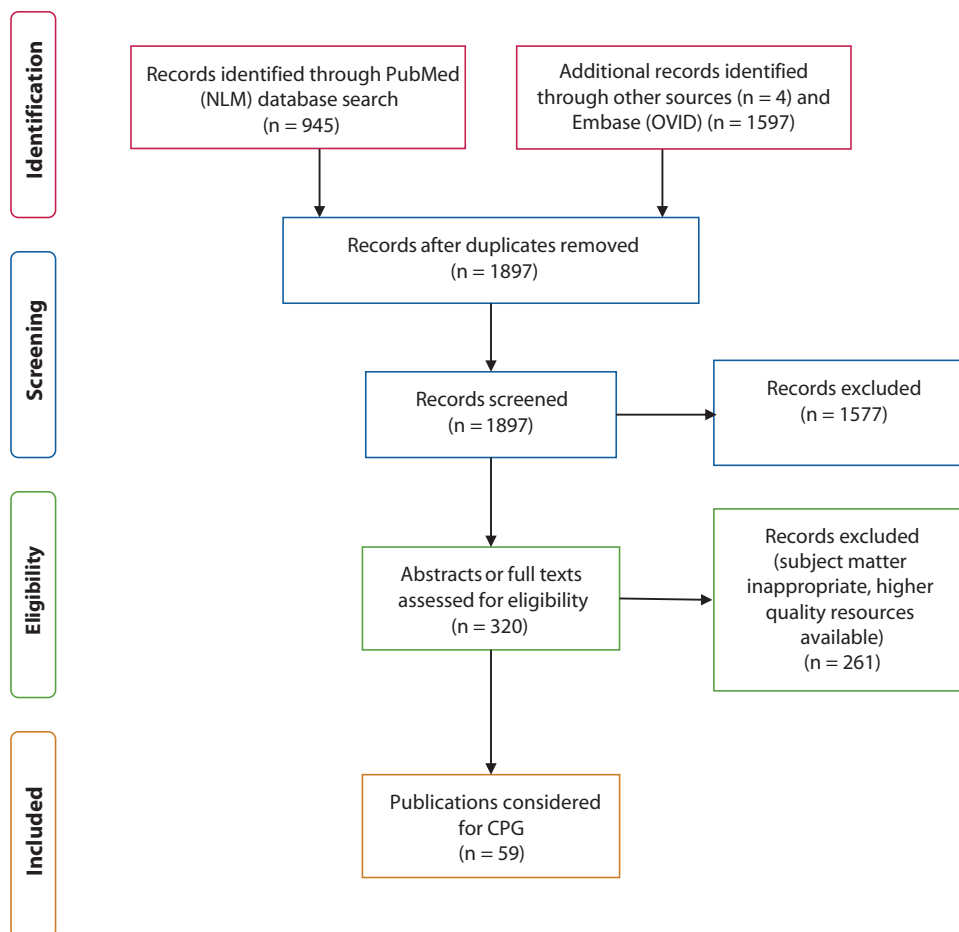 Identification
Records identified through PubMed
(NLM) database search
(n = 945)
Additional records identified
through other sources (n = 4) and
Embase (OVID) (n = 1597)
Records after duplicates removed
(n = 1897)
Screening
Records screened
(n = 1897)
Records excluded
(n = 1577)
Eligibility
Abstracts or full texts
assessed for eligibility
(n = 320)
Records excluded
(subject matter
inappropriate, higher
quality resources
available)
(n = 261)
Included
Publications considered
for CPG
(n = 59)